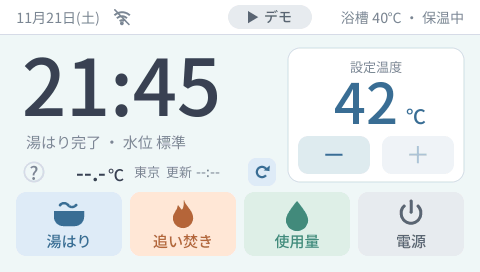 11月21日(土)
デモ
浴槽 40℃ ・ 保温中
21:45
設定温度
42 ℃
湯はり完了 ・ 水位 標準
?
--.-℃
東京 更新 --:--
− +
湯はり
追い焚き
使用量
電源